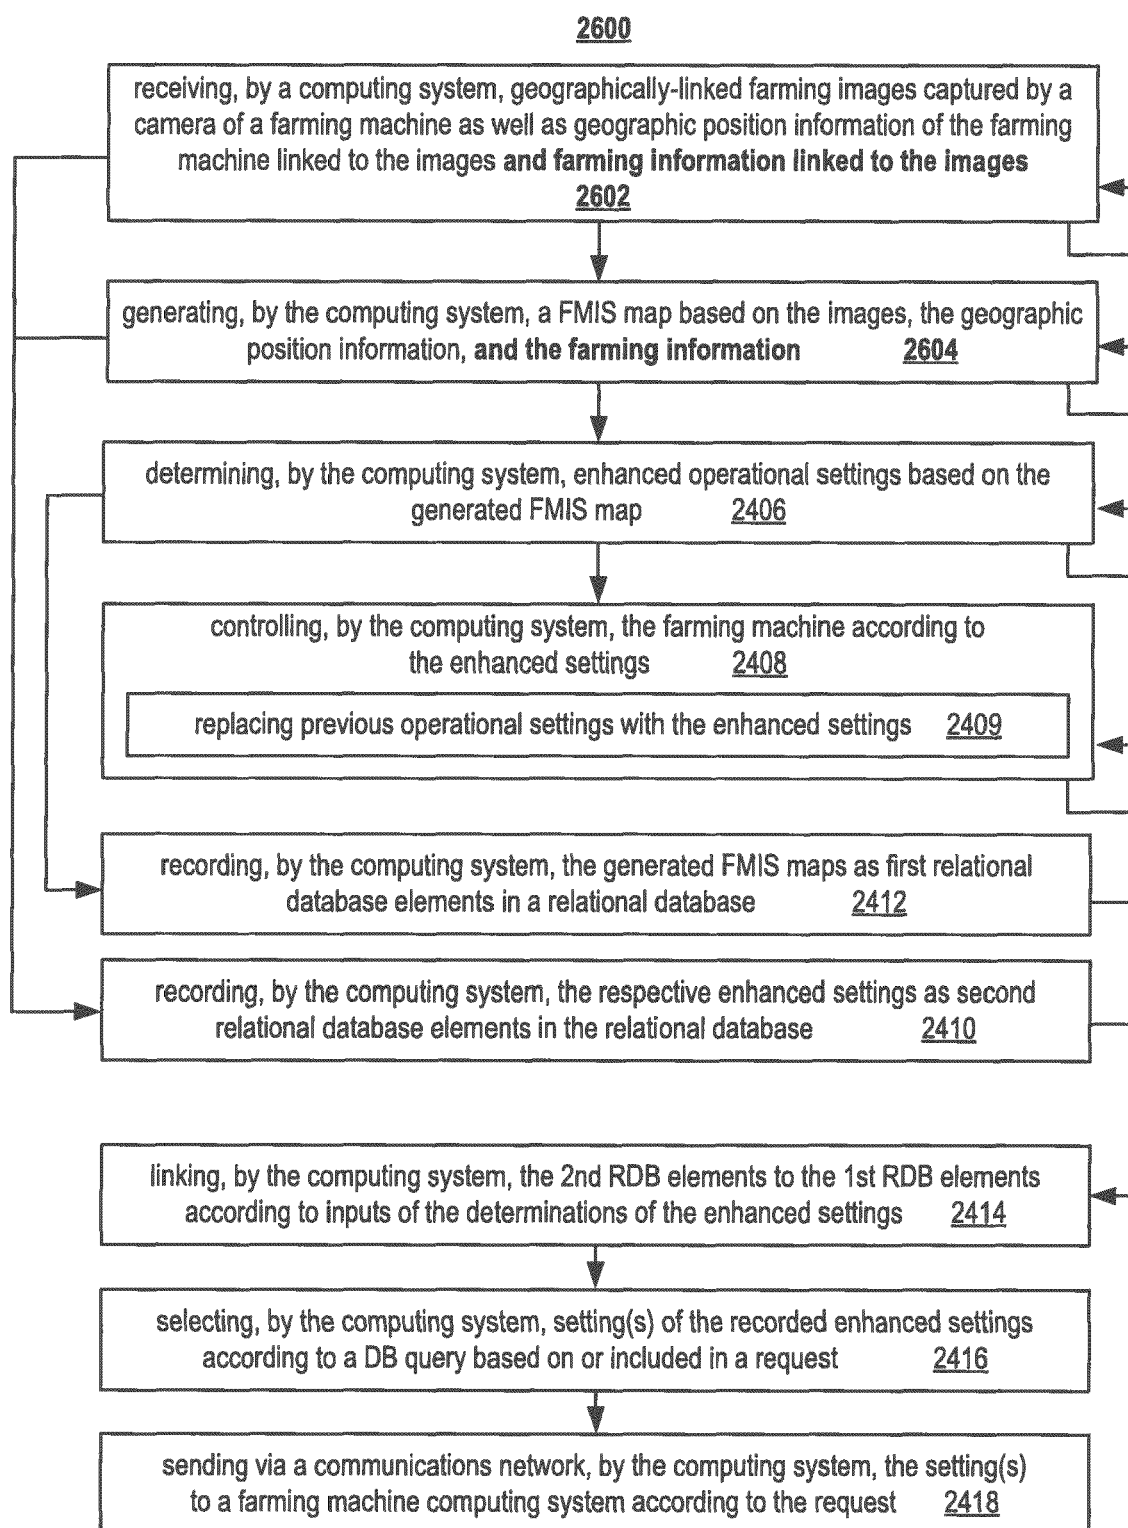 2600
receiving, by a computing system, geographically-linked farming images captured by a
camera of a farming machine as well as geographic position information of the farming
machine linked to the images and farming information linked to the images
2602
generating, by the computing system, a FMIS map based on the images, the geographic
position information, and the farming information 2604
determining, by the computing system, enhanced operational settings based on the
generated FMIS map 2406
controlling, by the computing system, the farming machine according to
the enhanced settings 2408
replacing previous operational settings with the enhanced settings 2409
recording, by the computing system, the generated FMIS maps as first relational
database elements in a relational database 2412
recording, by the computing system, the respective enhanced settings as second
relational database elements in the relational database 2410
linking, by the computing system, the 2nd RDB elements to the 1st RDB elements
according to inputs of the determinations of the enhanced settings 2414
selecting, by the computing system, setting(s) of the recorded enhanced settings
according to a DB query based on or included in a request 2416
sending via a communications network, by the computing system, the setting(s)
to a farming machine computing system according to the request 2418